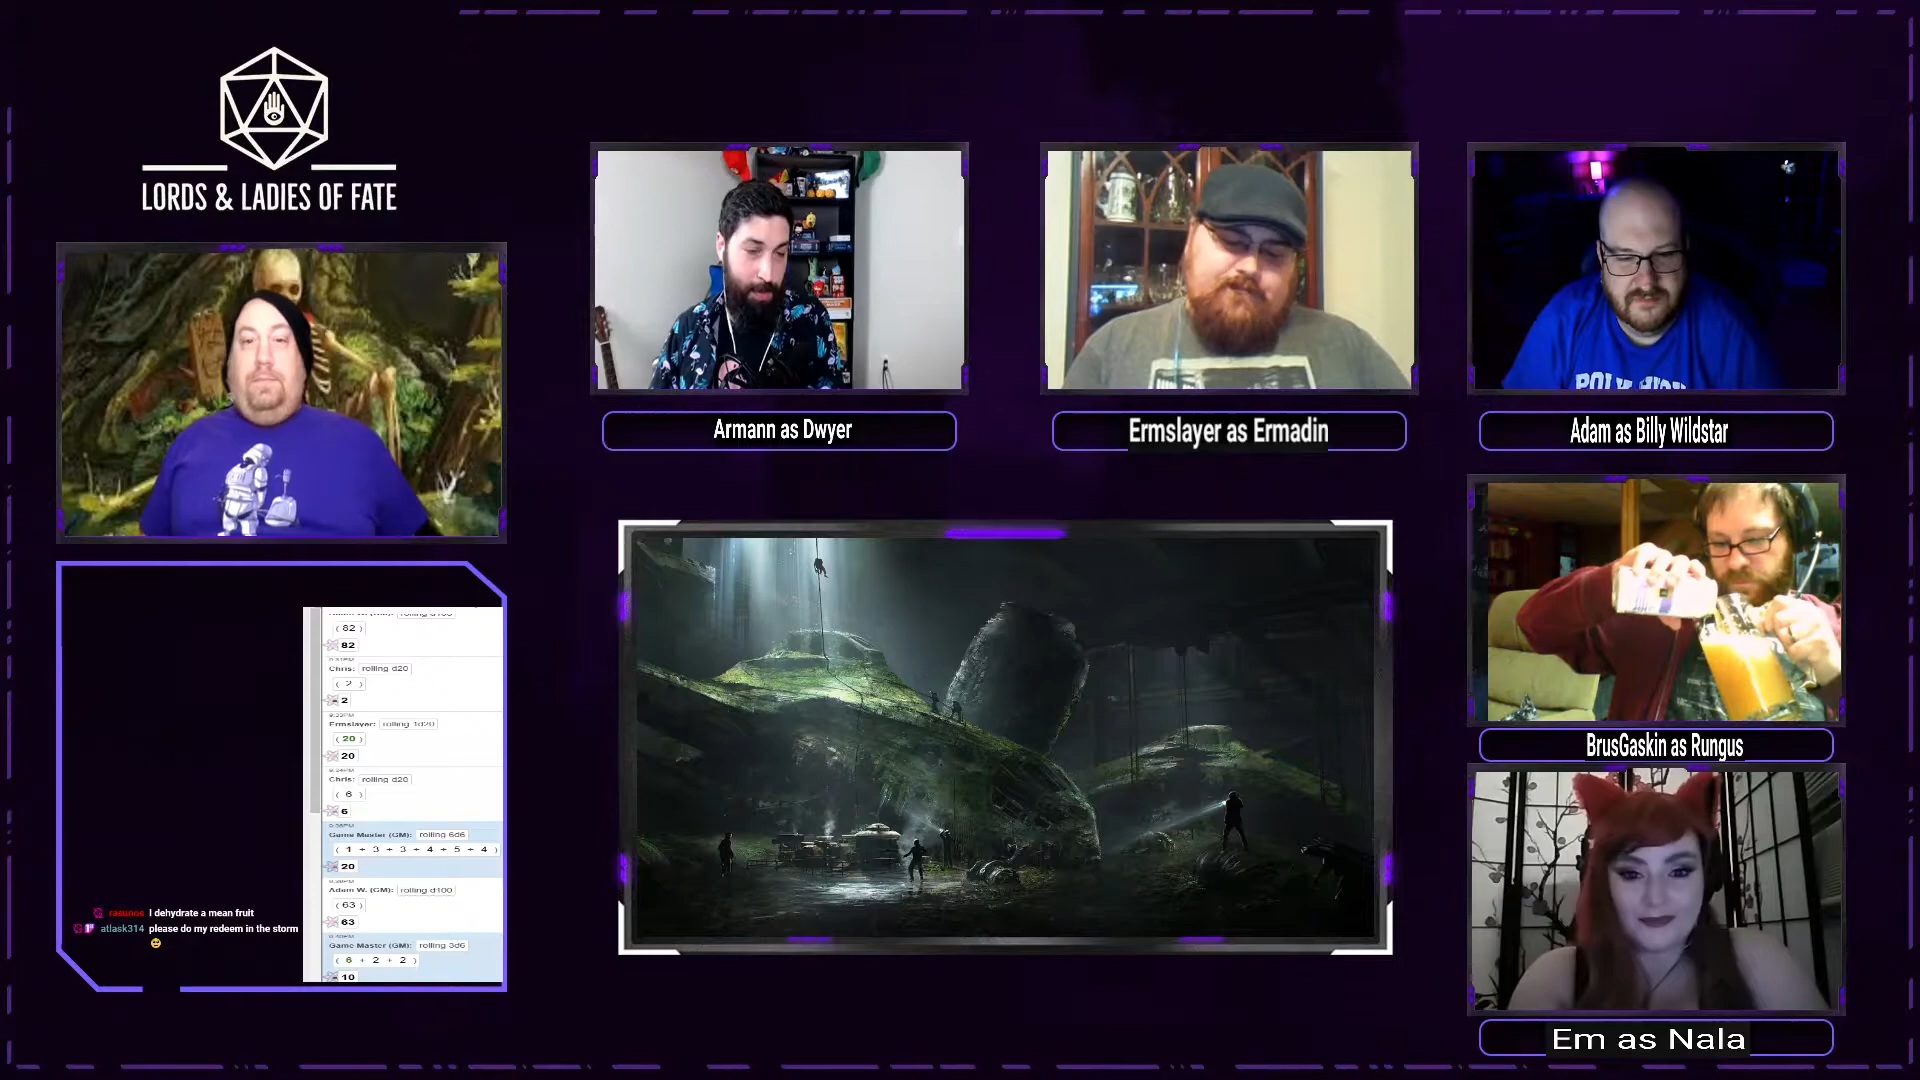 LORDS & LADIES OF FATE
Armann as Dwyer
Ermslayer as Ermadin
Adam as Billy Wildstar
BrusGaskin as Rungus
Em as Nala
rasunos I dehydrate a mean fruit
atlask314 please do my redeem in the storm
( 82 )
82
Chris: rolling d20
( 2 )
2
Ermslayer: rolling 1d20
( 20 )
20
Chris: rolling d20
( 6 )
6
Game Master (GM): rolling 6d6
( 1 + 3 + 3 + 4 + 5 + 4 )
20
Adam W. (GM): rolling d100
( 63 )
63
Game Master (GM): rolling 3d6
( 6 + 2 + 2 )
10